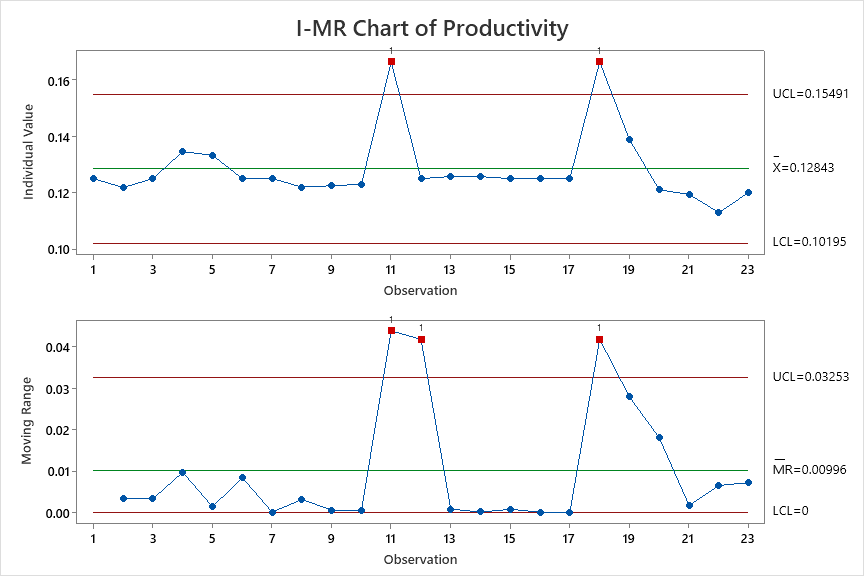 I-MR Chart of Productivity
1 1
0.16
0.14
0.12
0.10
Individual Value
UCL=0.15491
X̄=0.12843
LCL=0.10195
1 3 5 7 9 11 13 15 17 19 21 23
Observation
1 1 1
0.04
0.03
0.02
0.01
0.00
Moving Range
UCL=0.03253
M̅R̅=0.00996
LCL=0
1 3 5 7 9 11 13 15 17 19 21 23
Observation